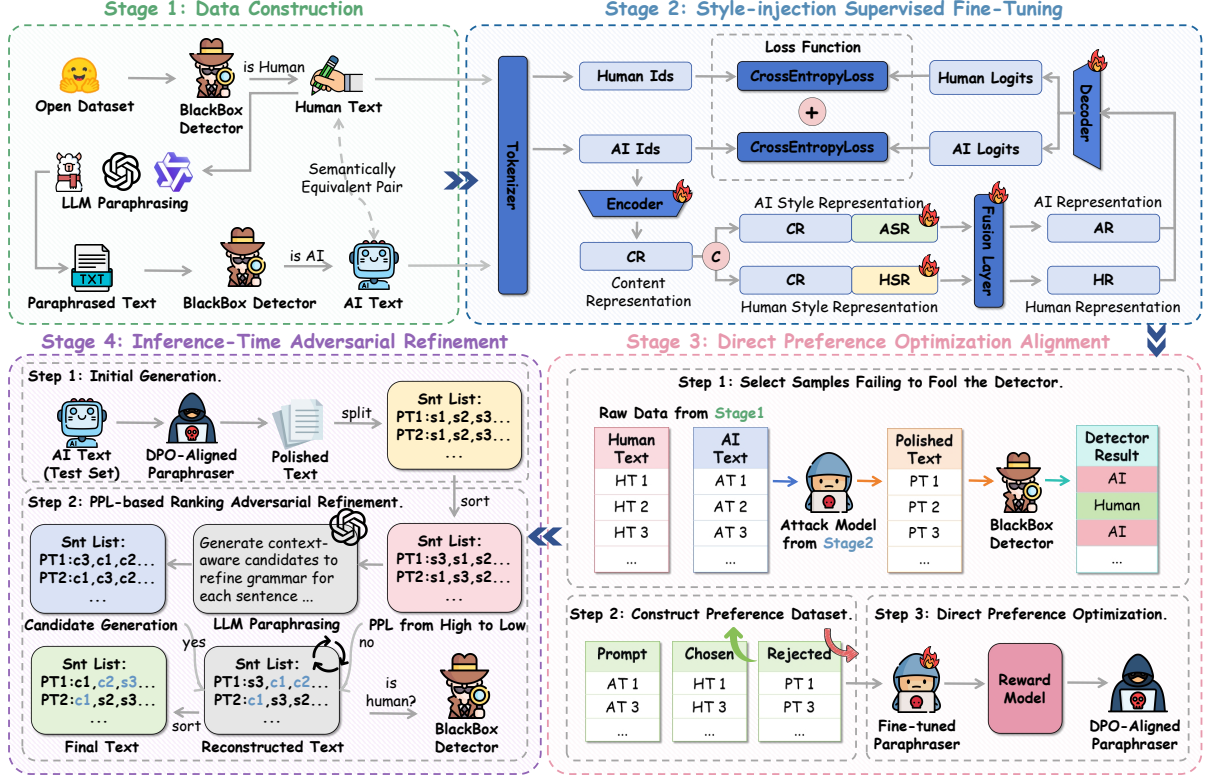 Stage 1: Data Construction
Open Dataset
BlackBox
Detector
is Human
Human Text
LLM Paraphrasing
Semantically
Equivalent Pair
TXT
Paraphrased Text
BlackBox Detector
is AI
AI
AI Text
Stage 2: Style-injection Supervised Fine-Tuning
Tokenizer
Human Ids
Loss Function
CrossEntropyLoss
+
CrossEntropyLoss
Human Logits
AI Logits
Decoder
AI Ids
Encoder
CR
Content
Representation
C
AI Style Representation
CR
ASR
CR
HSR
Human Style Representation
Fusion Layer
AI Representation
AR
HR
Human Representation
Stage 4: Inference-Time Adversarial Refinement
Step 1: Initial Generation.
AI
AI Text
(Test Set)
DPO-Aligned
Paraphraser
Polished
Text
split
Snt List:
PT1:s1,s2,s3...
PT2:s1,s2,s3...
...
sort
Step 2: PPL-based Ranking Adversarial Refinement.
Snt List:
PT1:c3,c1,c2...
PT2:c1,c3,c2...
...
Candidate Generation
Generate context-
aware candidates to
refine grammar for
each sentence ...
LLM Paraphrasing
Snt List:
PT1:s3,s1,s2...
PT2:s1,s3,s2...
...
PPL from High to Low
yes
no
Snt List:
PT1:c1,c2,s3...
PT2:c1,s2,s3...
...
Final Text
sort
Snt List:
PT1:s3,c1,c2...
PT2:c1,s3,s2...
...
Reconstructed Text
is
human?
BlackBox
Detector
Stage 3: Direct Preference Optimization Alignment
Step 1: Select Samples Failing to Fool the Detector.
Raw Data from Stage1
Human
Text
HT 1
HT 2
HT 3
...
AI
Text
AT 1
AT 2
AT 3
...
Attack Model
from Stage2
Polished
Text
PT 1
PT 2
PT 3
...
BlackBox
Detector
Detector
Result
AI
Human
AI
...
Step 2: Construct Preference Dataset.
Prompt
AT 1
AT 3
...
Chosen
HT 1
HT 3
...
Rejected
PT 1
PT 3
...
Step 3: Direct Preference Optimization.
Fine-tuned
Paraphraser
Reward
Model
DPO-Aligned
Paraphraser